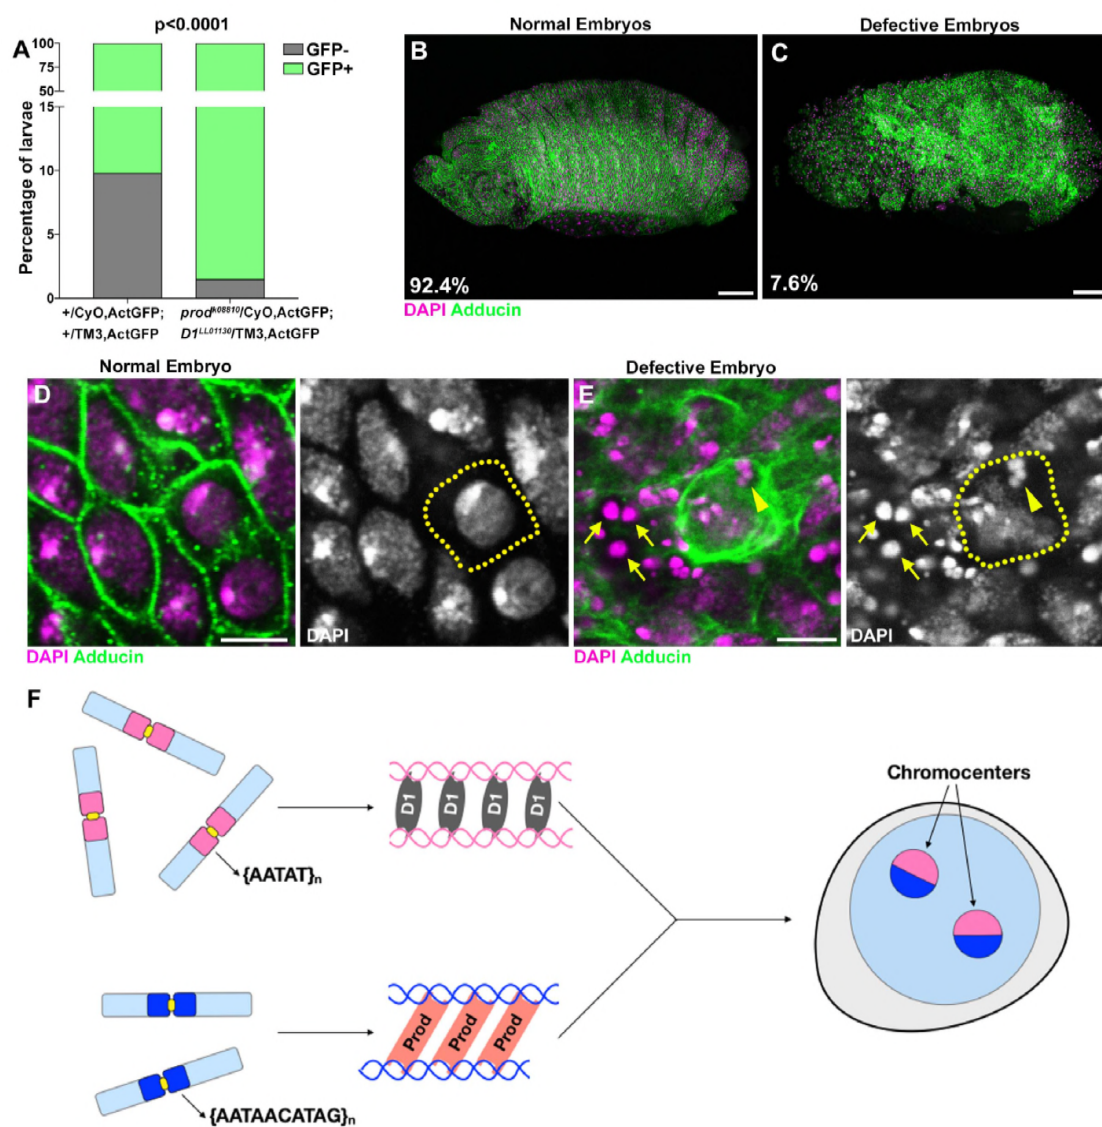 p<0.0001
A
GFP-
GFP+
Percentage of larvae
100
75
50
15
10
5
0
+/CyO,ActGFP;
+/TM3,ActGFP
prodᵏ⁰⁸⁸¹⁰/CyO,ActGFP;
D1ᴸᴸ⁰¹¹³⁰/TM3,ActGFP
Normal Embryos
B
92.4%
Defective Embryos
C
7.6%
DAPI Adducin
Normal Embryo
D
DAPI
DAPI Adducin
Defective Embryo
E
DAPI
DAPI Adducin
F
{AATAT}n
D1 D1 D1 D1
{AATAACATAG}n
Prod Prod Prod
Chromocenters